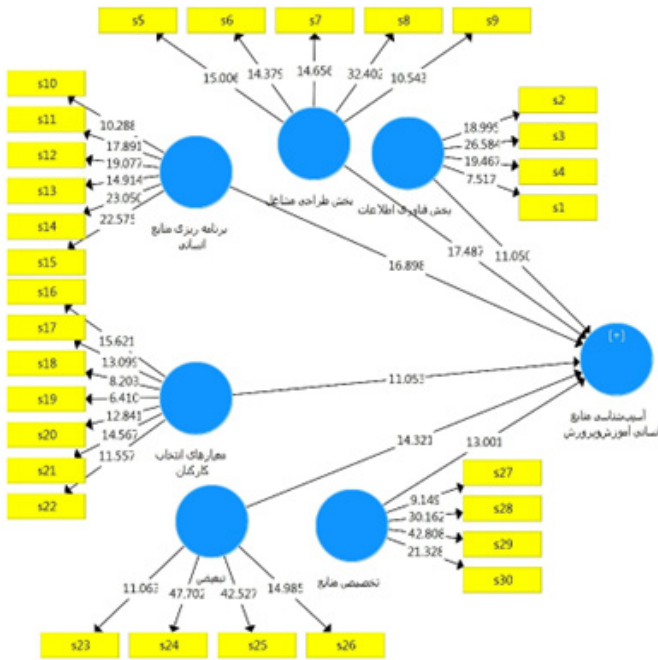 s5
s6
s7
s8
s9
15.006
14.379
14.656
32.402
10.543
s10
s11
s12
s13
s14
s15
10.288
17.891
19.077
14.914
23.050
22.575
برنامه ریزی منابع
انسانی
بخش طراحی مشاغل
بخش فناوری اطلاعات
s2
s3
s4
s1
18.995
26.584
19.467
7.517
16.898
17.487
11.050
s16
s17
s18
s19
s20
s21
s22
15.621
13.099
8.203
6.410
12.841
14.567
11.557
معیارهای انتخاب
کارکنان
11.053
[+]
آسیب‌شناسی منابع
نسانی آموزش‌وپرورش
14.321
13.001
تبعیض
تخصیص منابع
s27
s28
s29
s30
9.149
30.162
42.808
21.328
11.063
47.702
42.527
14.985
s23
s24
s25
s26